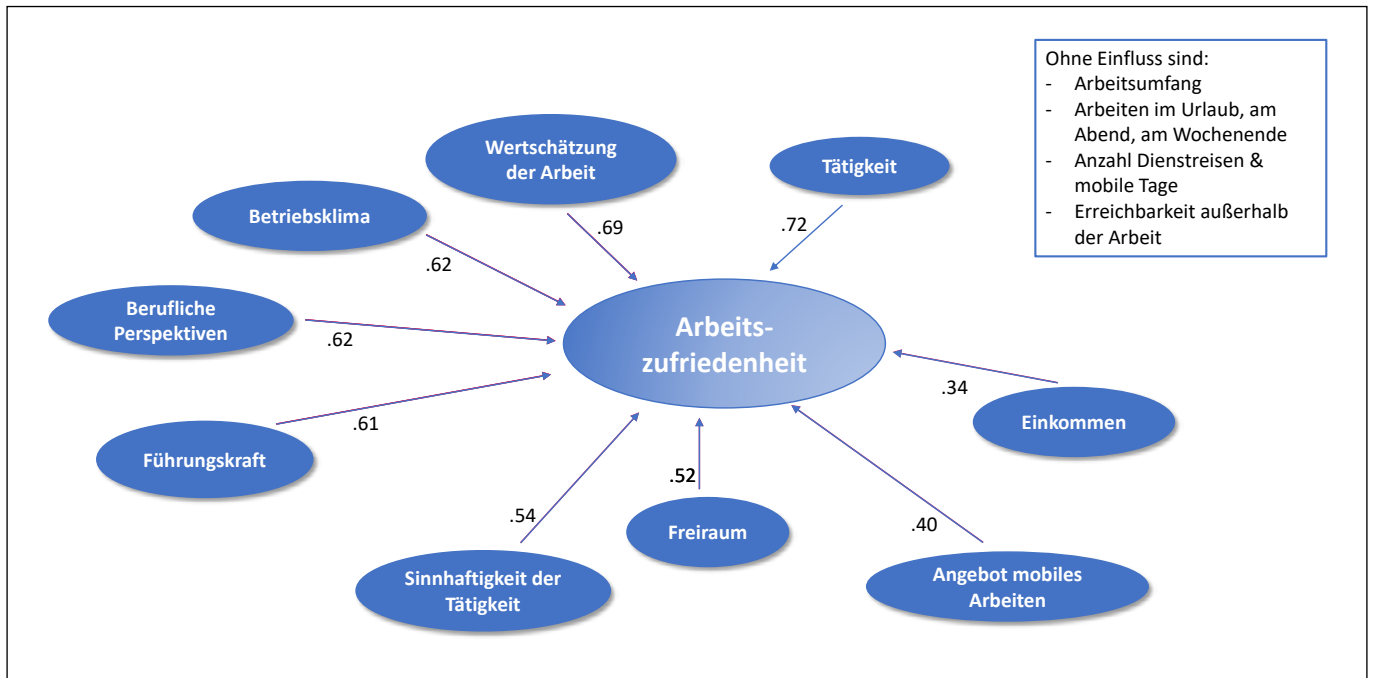 Ohne Einfluss sind:
- Arbeitsumfang
- Arbeiten im Urlaub, am
Abend, am Wochenende
- Anzahl Dienstreisen &
mobile Tage
- Erreichbarkeit außerhalb
der Arbeit
Wertschätzung
der Arbeit
Tätigkeit
Betriebsklima
.69
.72
.62
Berufliche
Perspektiven
.62
Arbeits-
zufriedenheit
.34
Einkommen
.61
Führungskraft
.52
.54
Freiraum
.40
Sinnhaftigkeit der
Tätigkeit
Angebot mobiles
Arbeiten